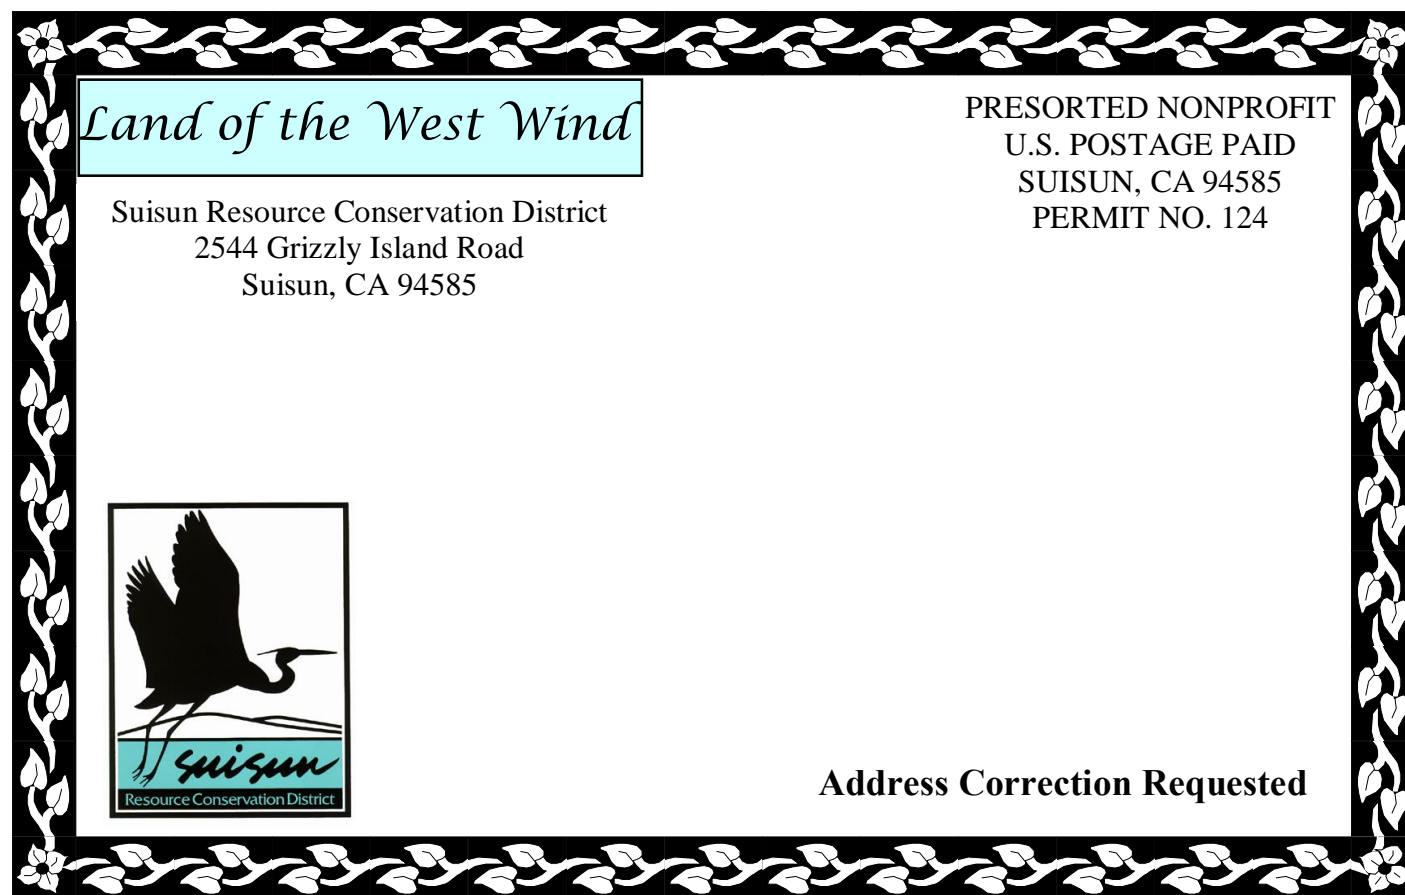 Land of the West Wind
Suisun Resource Conservation District
2544 Grizzly Island Road
Suisun, CA 94585
PRESORTED NONPROFIT
U.S. POSTAGE PAID
SUISUN, CA 94585
PERMIT NO. 124
suisun
Resource Conservation District
Address Correction Requested